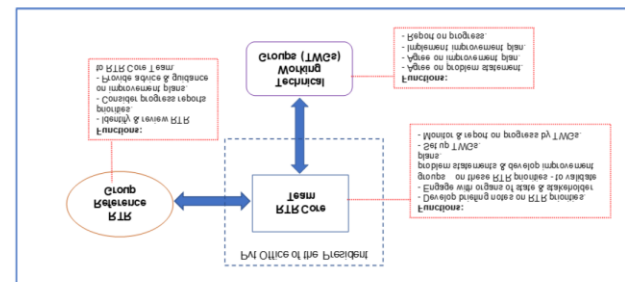 Pvt Office of the President
RTR Core
Team
Functions:
- Develop briefing notes on RTR priorities.
- Engage with organs of state & stakeholder
groups on these RTR priorities - to validate
problem statements & develop improvement
plans.
- Set up TWGs.
- Monitor & report on progress by TWGs.
RTR
Reference
Group
Functions:
- Identify & review RTR
priorities.
- Consider progress reports
on improvement plans.
- Provide advice & guidance
to RTR Core Team.
Technical
Working
Groups (TWGs)
Functions:
- Agree on problem statement.
- Agree on improvement plan.
- Implement improvement plan.
- Report on progress.